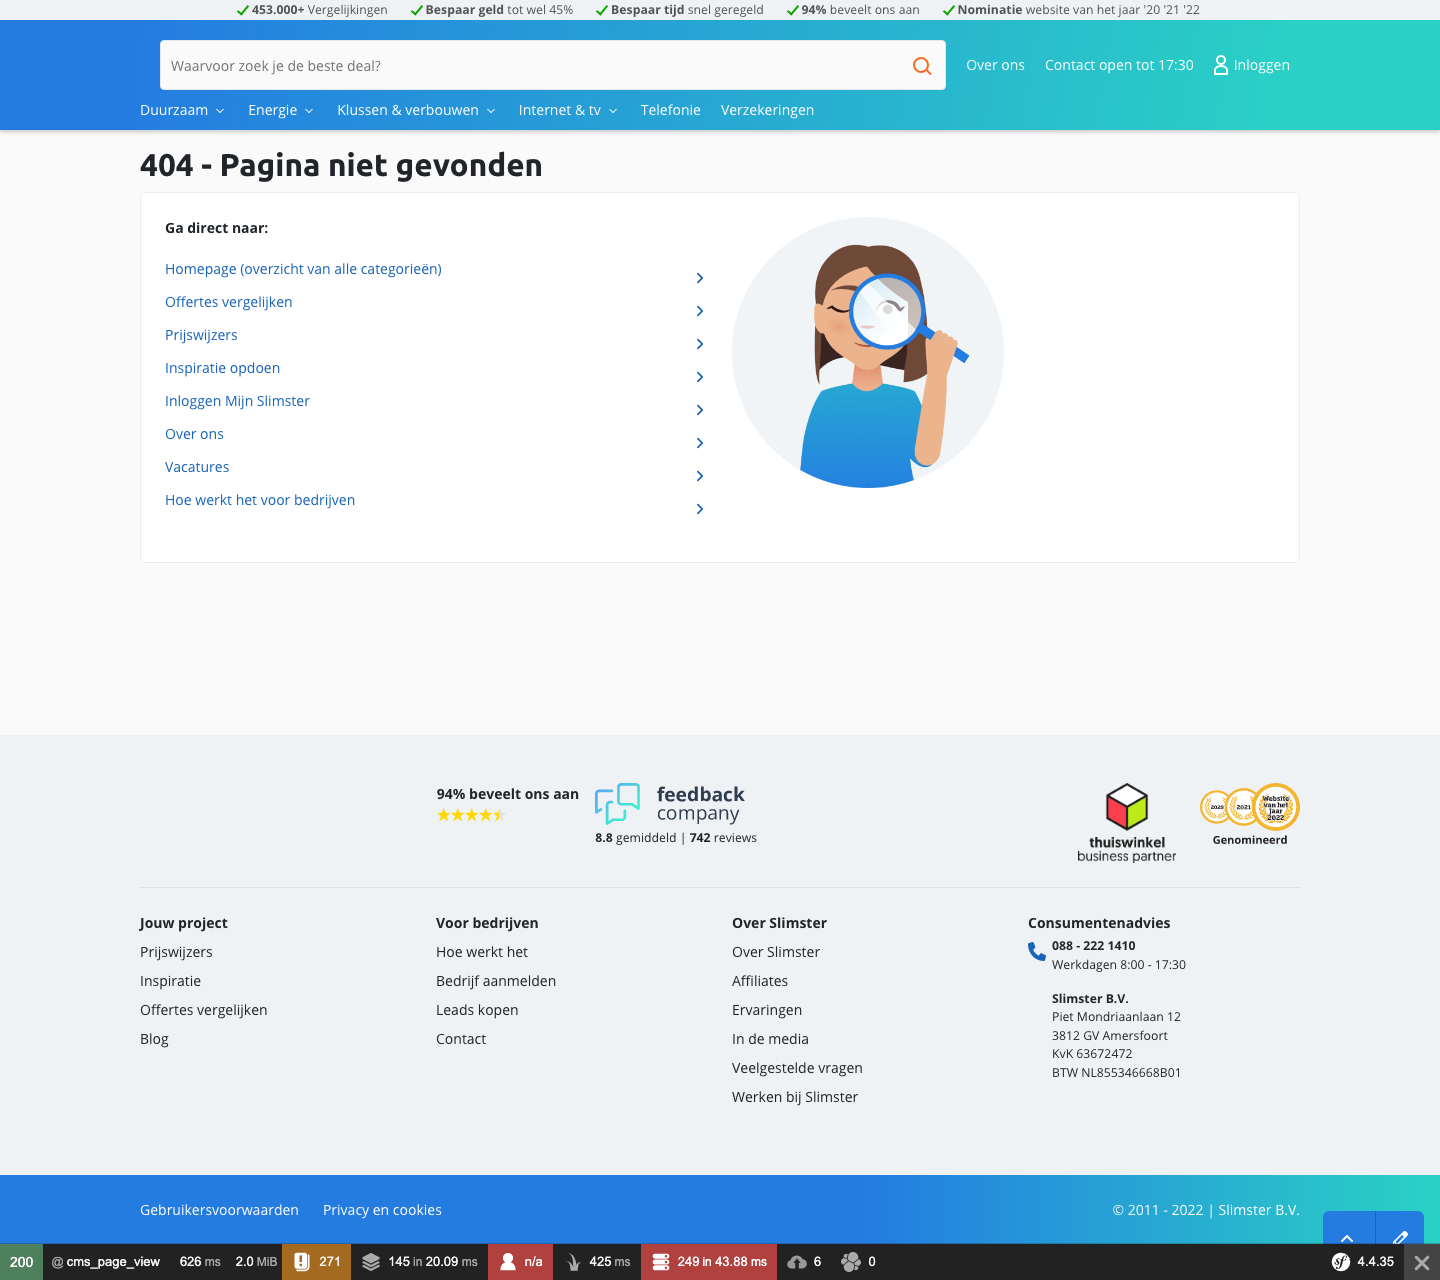 453.000+ Vergelijkingen Bespaar geld tot wel 45% Bespaar tijd snel geregeld 94% beveelt ons aan Nominatie website van het jaar '20 '21 '22
Waarvoor zoek je de beste deal?
Over ons Contact open tot 17:30 Inloggen
Duurzaam Energie Klussen & verbouwen Internet & tv Telefonie Verzekeringen
404 - Pagina niet gevonden
Ga direct naar:
Homepage (overzicht van alle categorieën)
Offertes vergelijken
Prijswijzers
Inspiratie opdoen
Inloggen Mijn Slimster
Over ons
Vacatures
Hoe werkt het voor bedrijven
94% beveelt ons aan
feedback
company
8.8 gemiddeld | 742 reviews
thuiswinkel
business partner
2020 2021 Website
van het
jaar
2022
Genomineerd
Jouw project
Prijswijzers
Inspiratie
Offertes vergelijken
Blog
Voor bedrijven
Hoe werkt het
Bedrijf aanmelden
Leads kopen
Contact
Over Slimster
Over Slimster
Affiliates
Ervaringen
In de media
Veelgestelde vragen
Werken bij Slimster
Consumentenadvies
088 - 222 1410
Werkdagen 8:00 - 17:30
Slimster B.V.
Piet Mondriaanlaan 12
3812 GV Amersfoort
KvK 63672472
BTW NL855346668B01
Gebruikersvoorwaarden Privacy en cookies © 2011 - 2022 | Slimster B.V.
200 @ cms_page_view 626 ms 2.0 MiB 271 145 in 20.09 ms n/a 425 ms 249 in 43.88 ms 6 0 sf 4.4.35